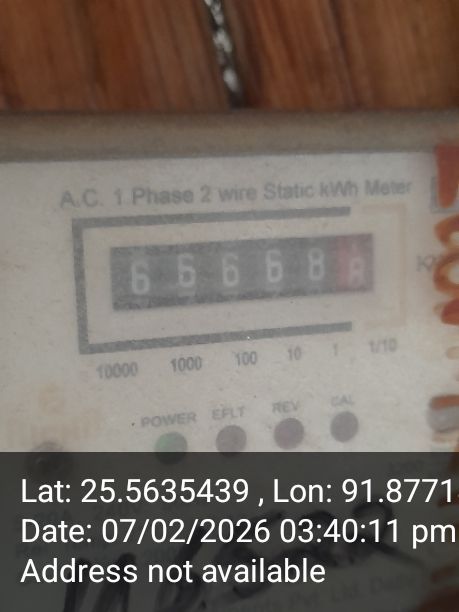 A.C. 1 Phase 2 wire Static kWh Meter
6 6 6 6 8
10000 1000 100 10 1 1/10
POWER EFLT REV CAL
Lat: 25.5635439 , Lon: 91.8771
Date: 07/02/2026 03:40:11 pm
Address not available